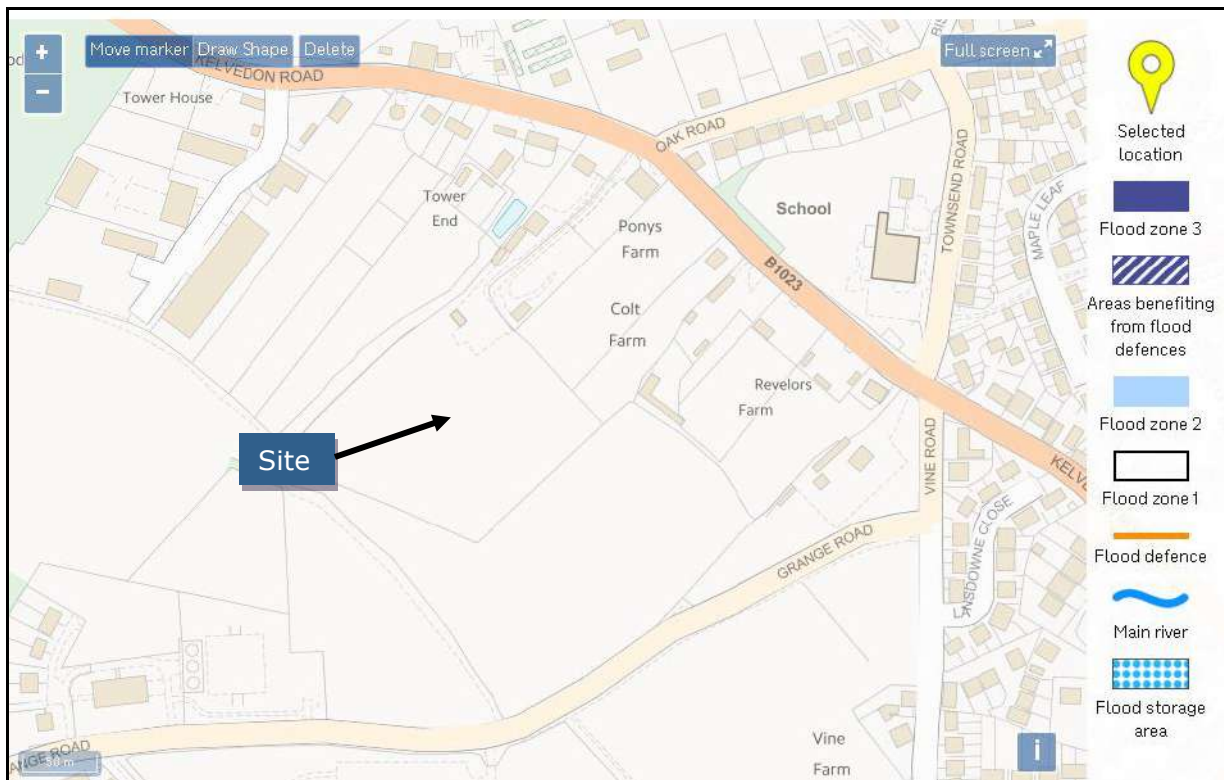 +
−
Move marker
Draw Shape
Delete
Full screen
KELVEDON ROAD
Tower House
OAK ROAD
Tower
End
Ponys
Farm
School
TOWNSEND ROAD
MAPLE LEAF
B1023
Colt
Farm
Revelors
Farm
Site
VINE ROAD
KELVE
GRANGE ROAD
LANSDOWNE CLOSE
ANGE ROAD
50 m
Vine
Farm
i
Selected
location
Flood zone 3
Areas benefiting
from flood
defences
Flood zone 2
Flood zone 1
Flood defence
Main river
Flood storage
area